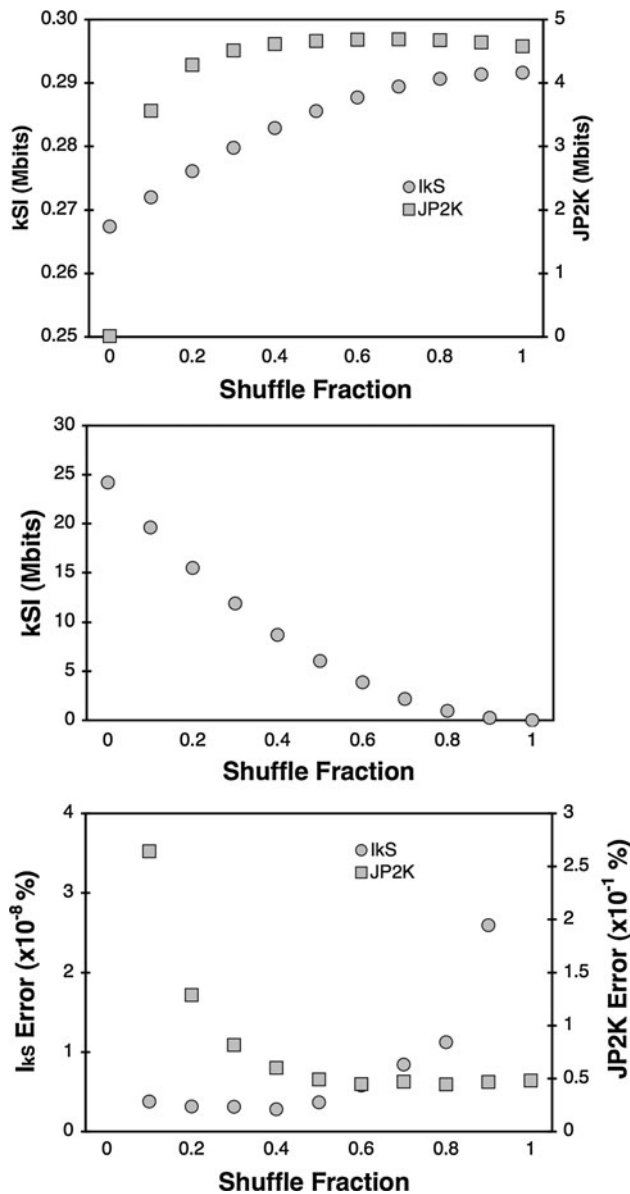 kSI (Mbits)
0.30
0.29
0.28
0.27
0.26
0.25
5
4
3
2
1
0
JP2K (Mbits)
IkS
JP2K
0 0.2 0.4 0.6 0.8 1
Shuffle Fraction
kSI (Mbits)
30
25
20
15
10
5
0
0 0.2 0.4 0.6 0.8 1
Shuffle Fraction
IkS Error (x10-8 %)
4
3
2
1
0
3
2.5
2
1.5
1
0.5
0
JP2K Error (x10-1 %)
IkS
JP2K
0 0.2 0.4 0.6 0.8 1
Shuffle Fraction